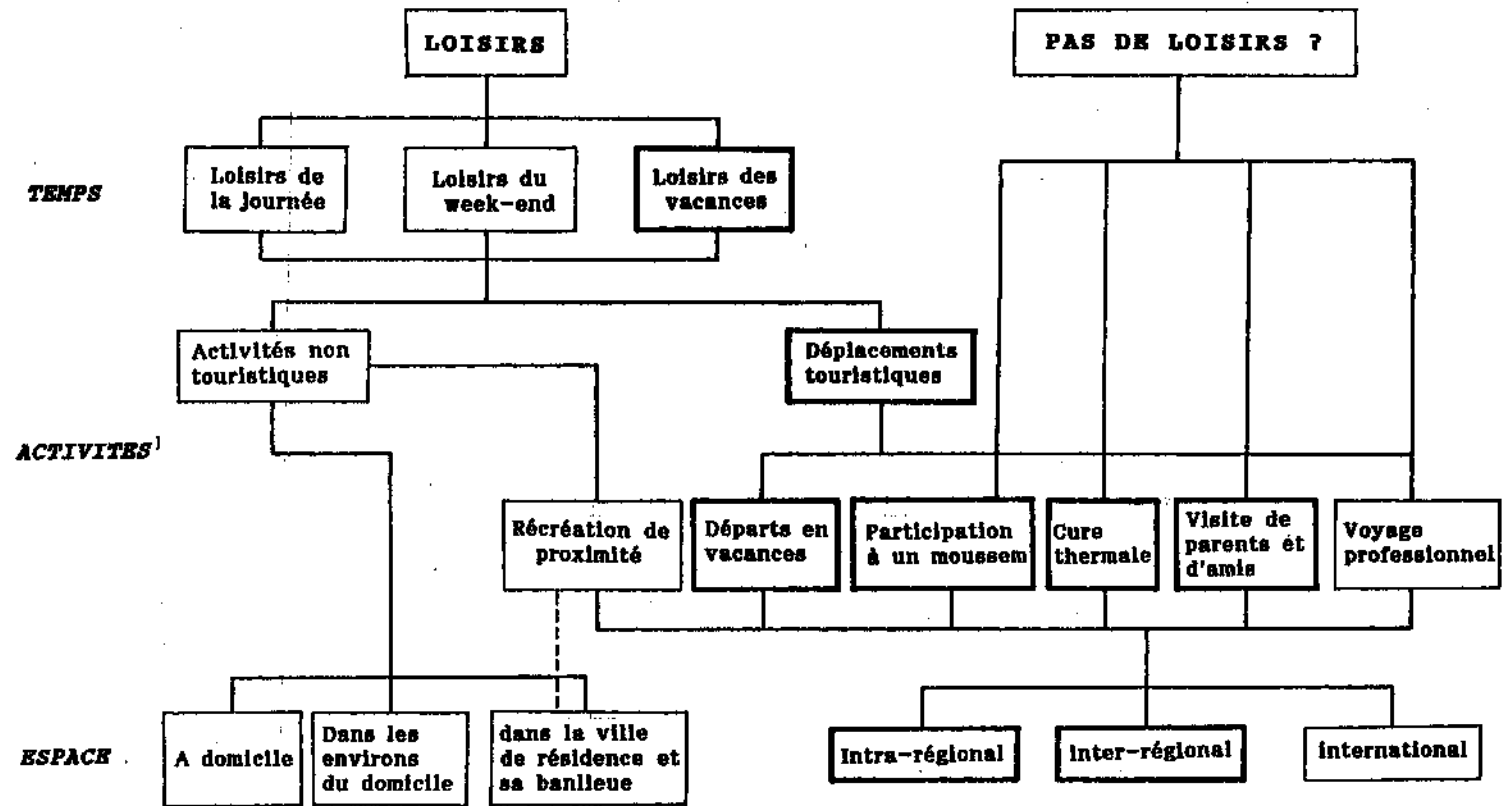 LOISIRS
PAS DE LOISIRS ?
TEMPS
Loisirs de
la journée
Loisirs du
week-end
Loisirs des
vacances
Activités non
touristiques
Déplacements
touristiques
ACTIVITES¹
Récréation de
proximité
Départs en
vacances
Participation
à un moussem
Cure
thermale
Visite de
parents ét
d'amis
Voyage
professionnel
ESPACE
A domicile
Dans les
environs
du domicile
dans la ville
de résidence et
sa banlieue
Intra-régional
inter-régional
international